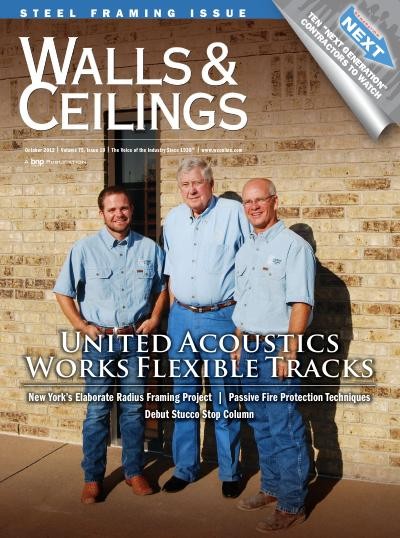 STEEL FRAMING ISSUE
NEXT
TEN "NEXT GENERATION"
CONTRACTORS TO WATCH
WALLS &
CEILINGS
October 2012 | Volume 75, Issue 10 | The Voice of the Industry Since 1938™ | www.wconline.com
A bnp PUBLICATION
UNITED ACOUSTICS
WORKS FLEXIBLE TRACKS
New York's Elaborate Radius Framing Project | Passive Fire Protection Techniques
Debut Stucco Stop Column